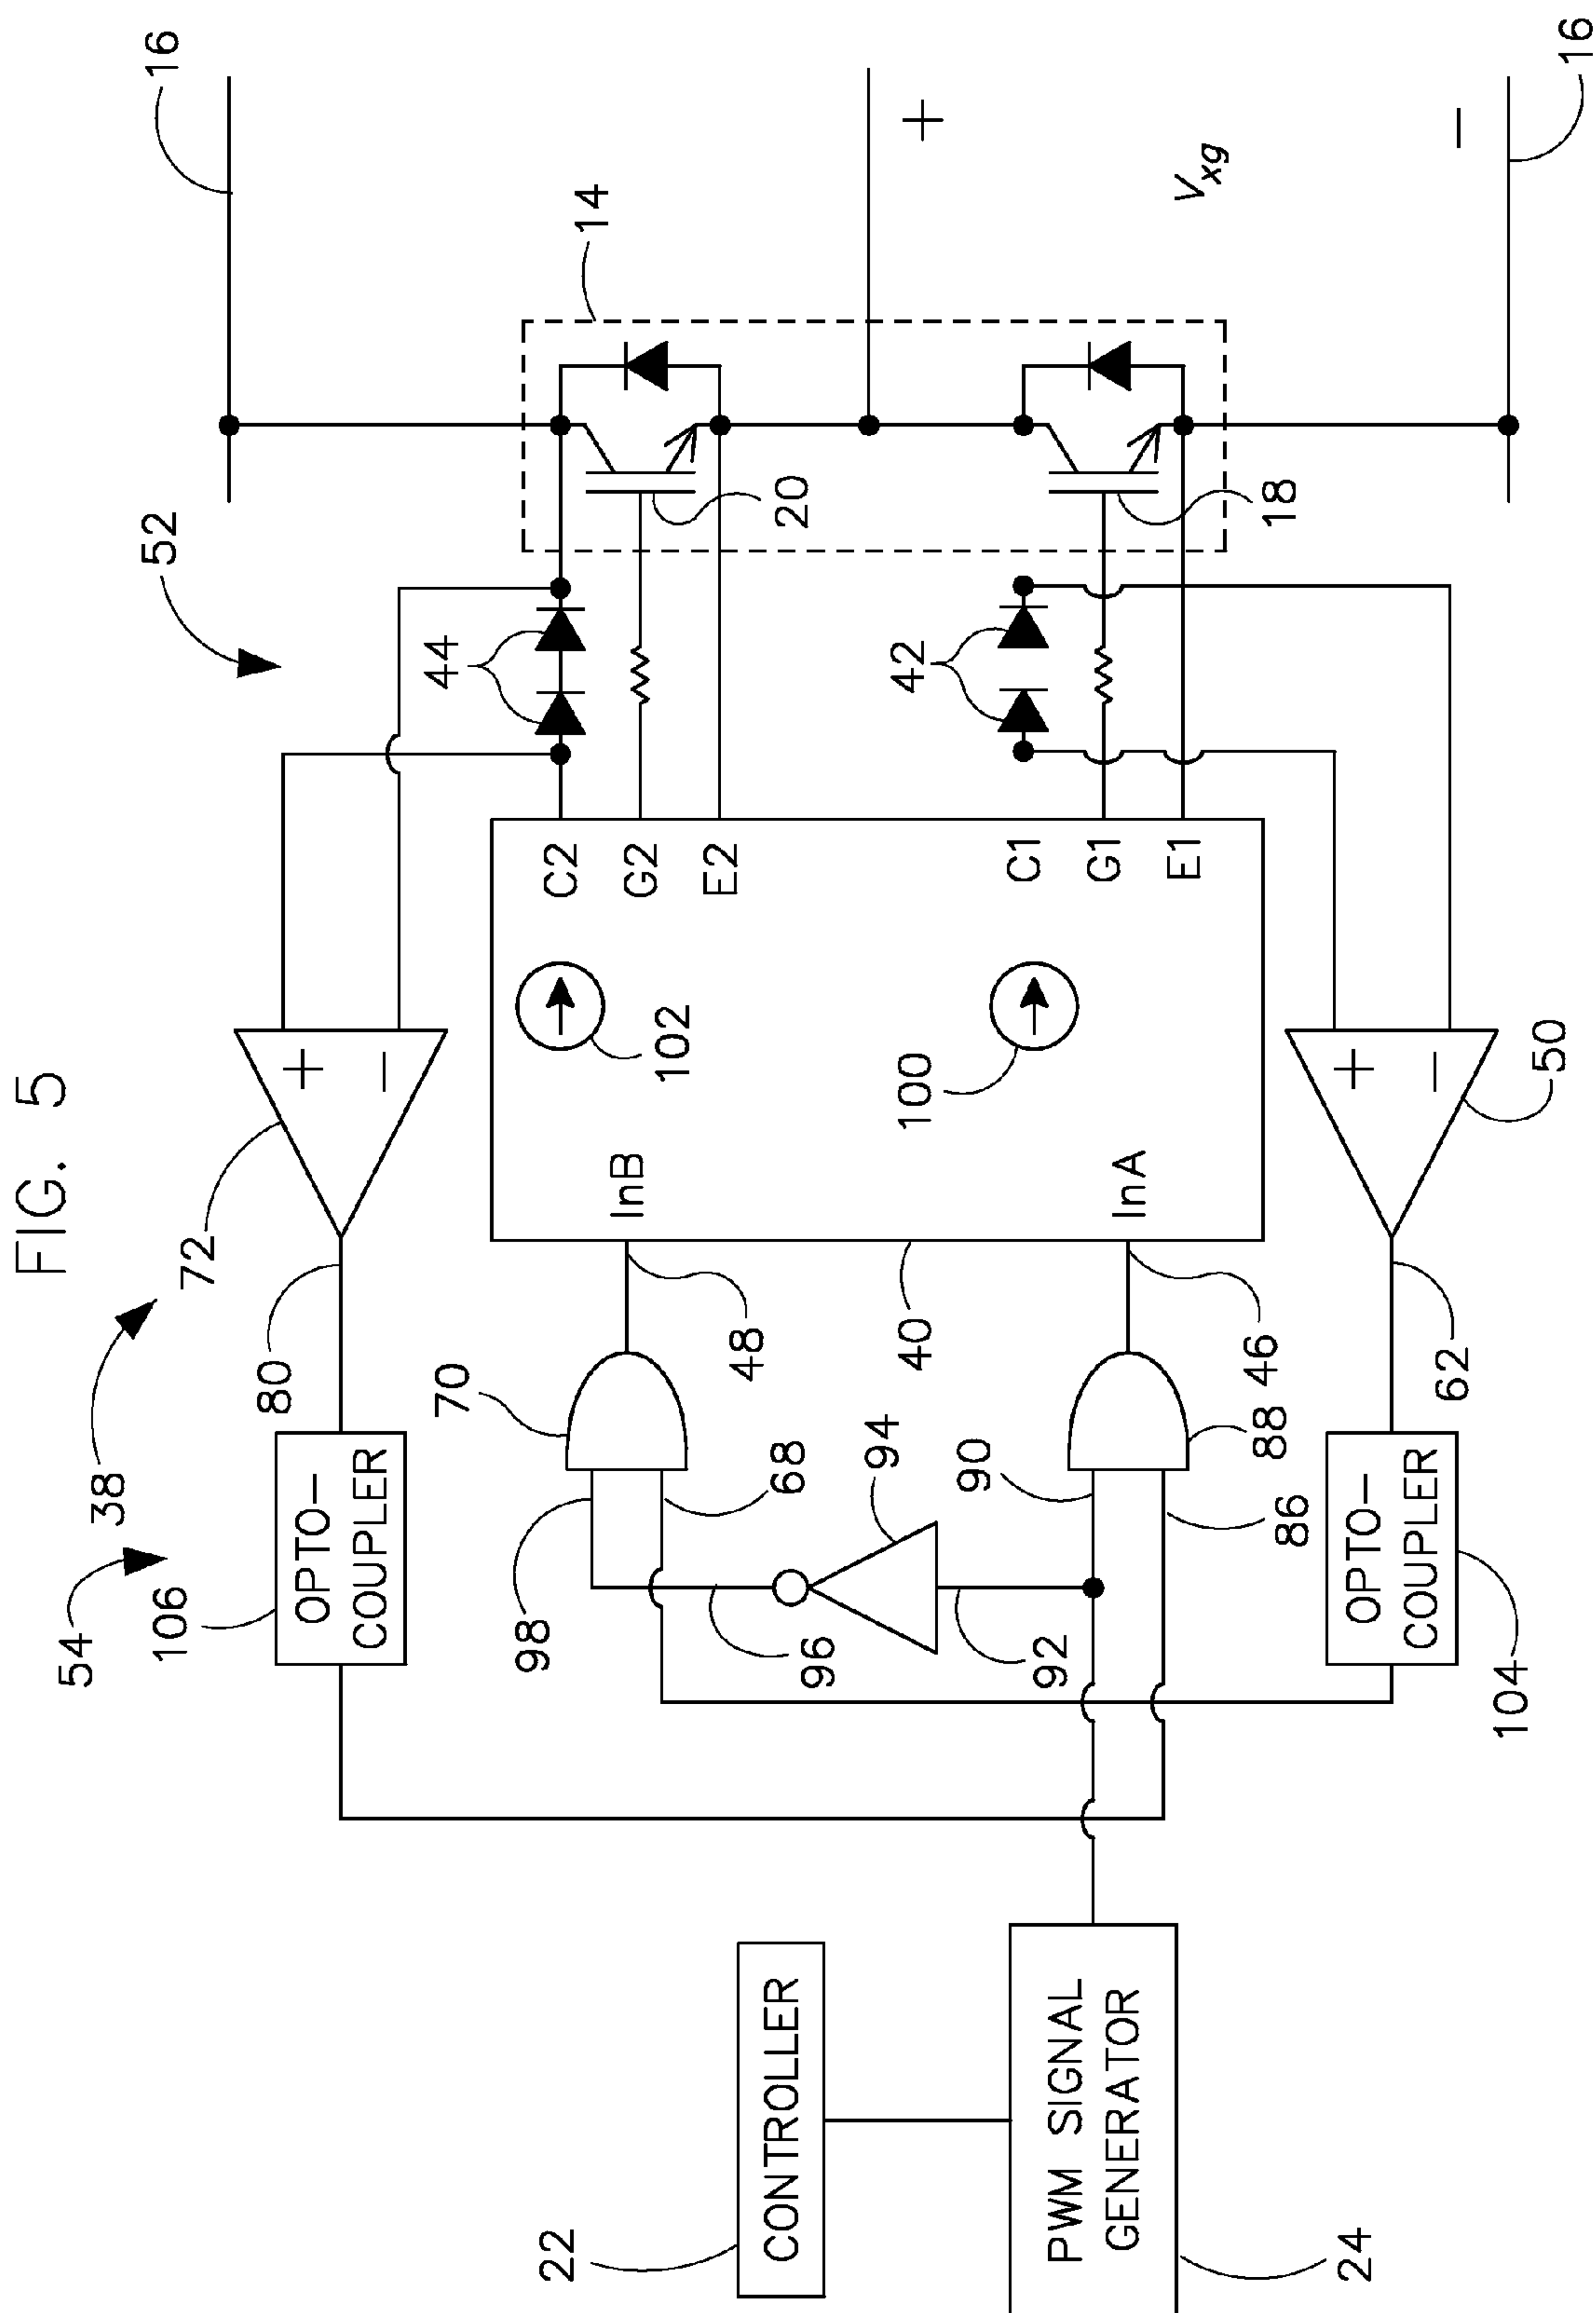 FIG. 5
16
52
14
44
20
42
18
+
Vxg
−
16
72
38
80
54
106
OPTO-
COUPLER
+
−
C2
G2
E2
C1
G1
E1
102
100
InB
InA
40
48
46
70
98
68
94
96
92
90
88
86
+
−
50
62
OPTO-
COUPLER
104
22
CONTROLLER
PWM SIGNAL
GENERATOR
24